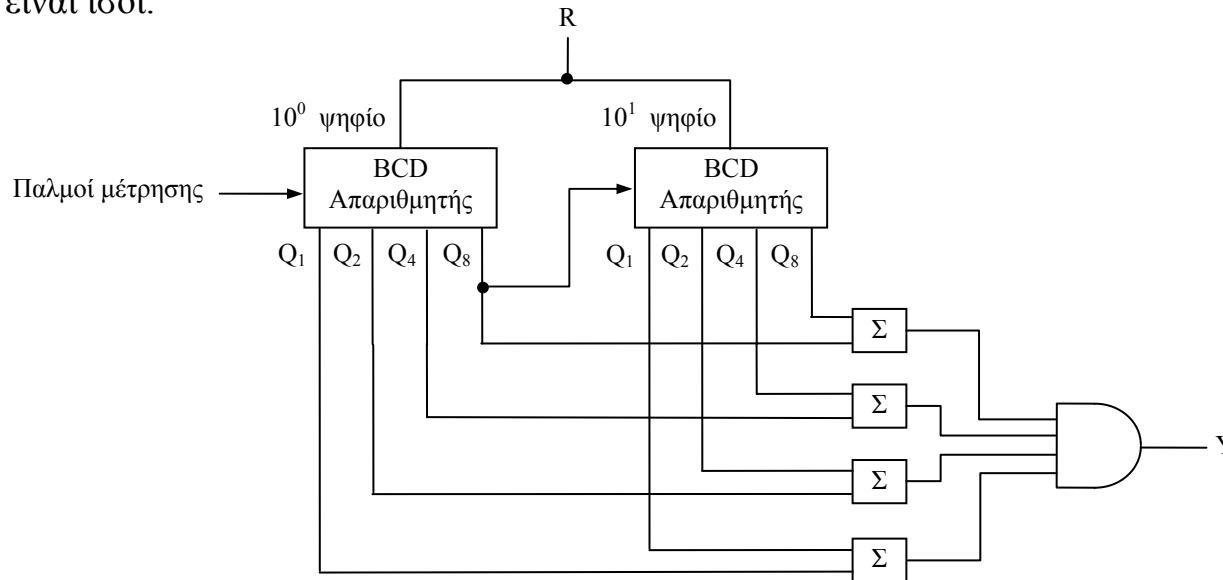 είναι ίσοι.
R
10⁰ ψηφίο
10¹ ψηφίο
Παλμοί μέτρησης
BCD
Απαριθμητής
BCD
Απαριθμητής
Q₁ Q₂ Q₄ Q₈
Q₁ Q₂ Q₄ Q₈
Σ
Σ
Σ
Σ
Y